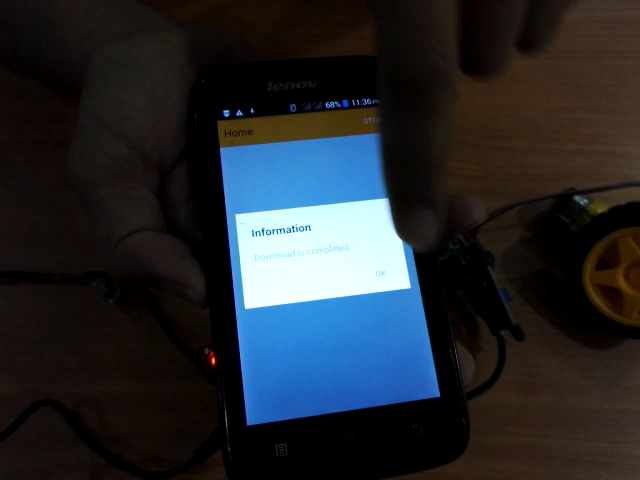 lenovo
68% 11:36
Home
Information
Download is completed
OK